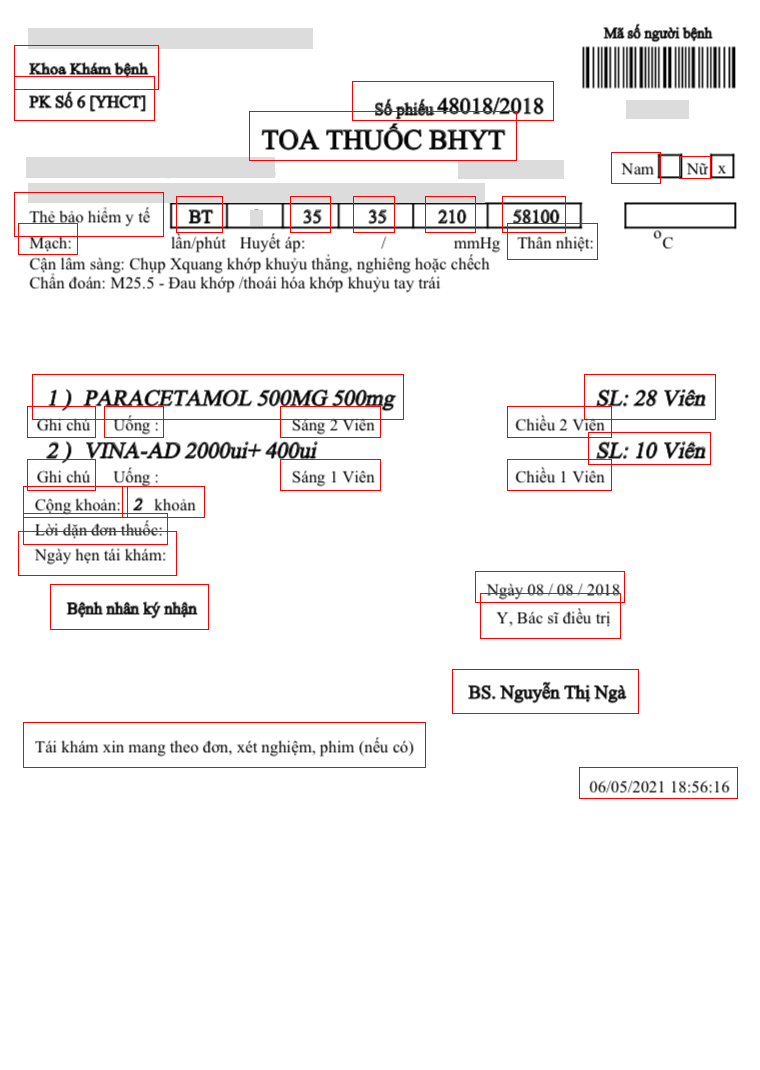 Mã số người bệnh
Khoa Khám bệnh
PK Số 6 [YHCT]
Số phiếu 48018/2018
TOA THUỐC BHYT
Nam Nữ x
Thẻ bảo hiểm y tế BT 35 35 210 58100
Mạch: lần/phút Huyết áp: / mmHg Thân nhiệt: °C
Cận lâm sàng: Chụp Xquang khớp khuỷu thẳng, nghiêng hoặc chếch
Chẩn đoán: M25.5 - Đau khớp /thoái hóa khớp khuỷu tay trái
1 ) PARACETAMOL 500MG 500mg SL: 28 Viên
Ghi chú Uống : Sáng 2 Viên Chiều 2 Viên
2 ) VINA-AD 2000ui+ 400ui SL: 10 Viên
Ghi chú Uống : Sáng 1 Viên Chiều 1 Viên
Cộng khoản: 2 khoản
Lời dặn đơn thuốc:
Ngày hẹn tái khám:
Ngày 08 / 08 / 2018
Bệnh nhân ký nhận
Y, Bác sĩ điều trị
BS. Nguyễn Thị Ngà
Tái khám xin mang theo đơn, xét nghiệm, phim (nếu có)
06/05/2021 18:56:16